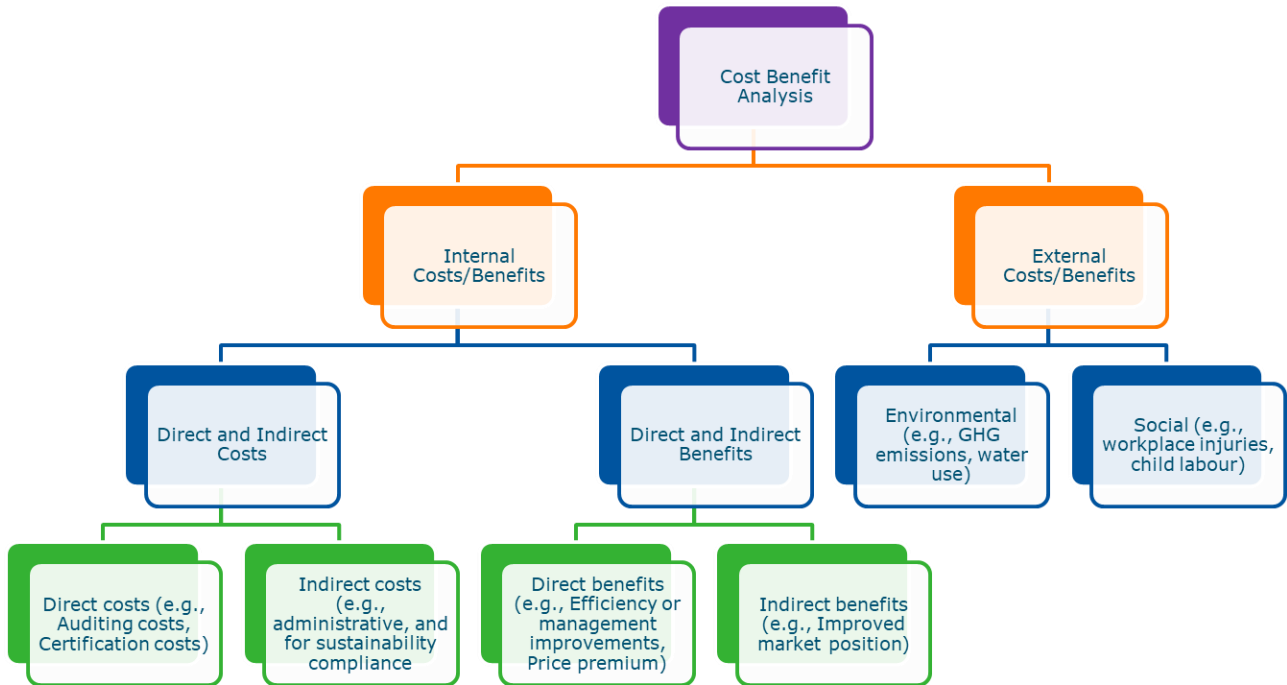 Cost Benefit
Analysis
Internal
Costs/Benefits
External
Costs/Benefits
Direct and Indirect
Costs
Direct and Indirect
Benefits
Environmental
(e.g., GHG
emissions, water
use)
Social (e.g.,
workplace injuries,
child labour)
Direct costs (e.g.,
Auditing costs,
Certification costs)
Indirect costs
(e.g.,
administrative, and
for sustainability
compliance
Direct benefits
(e.g., Efficiency or
management
improvements,
Price premium)
Indirect benefits
(e.g., Improved
market position)